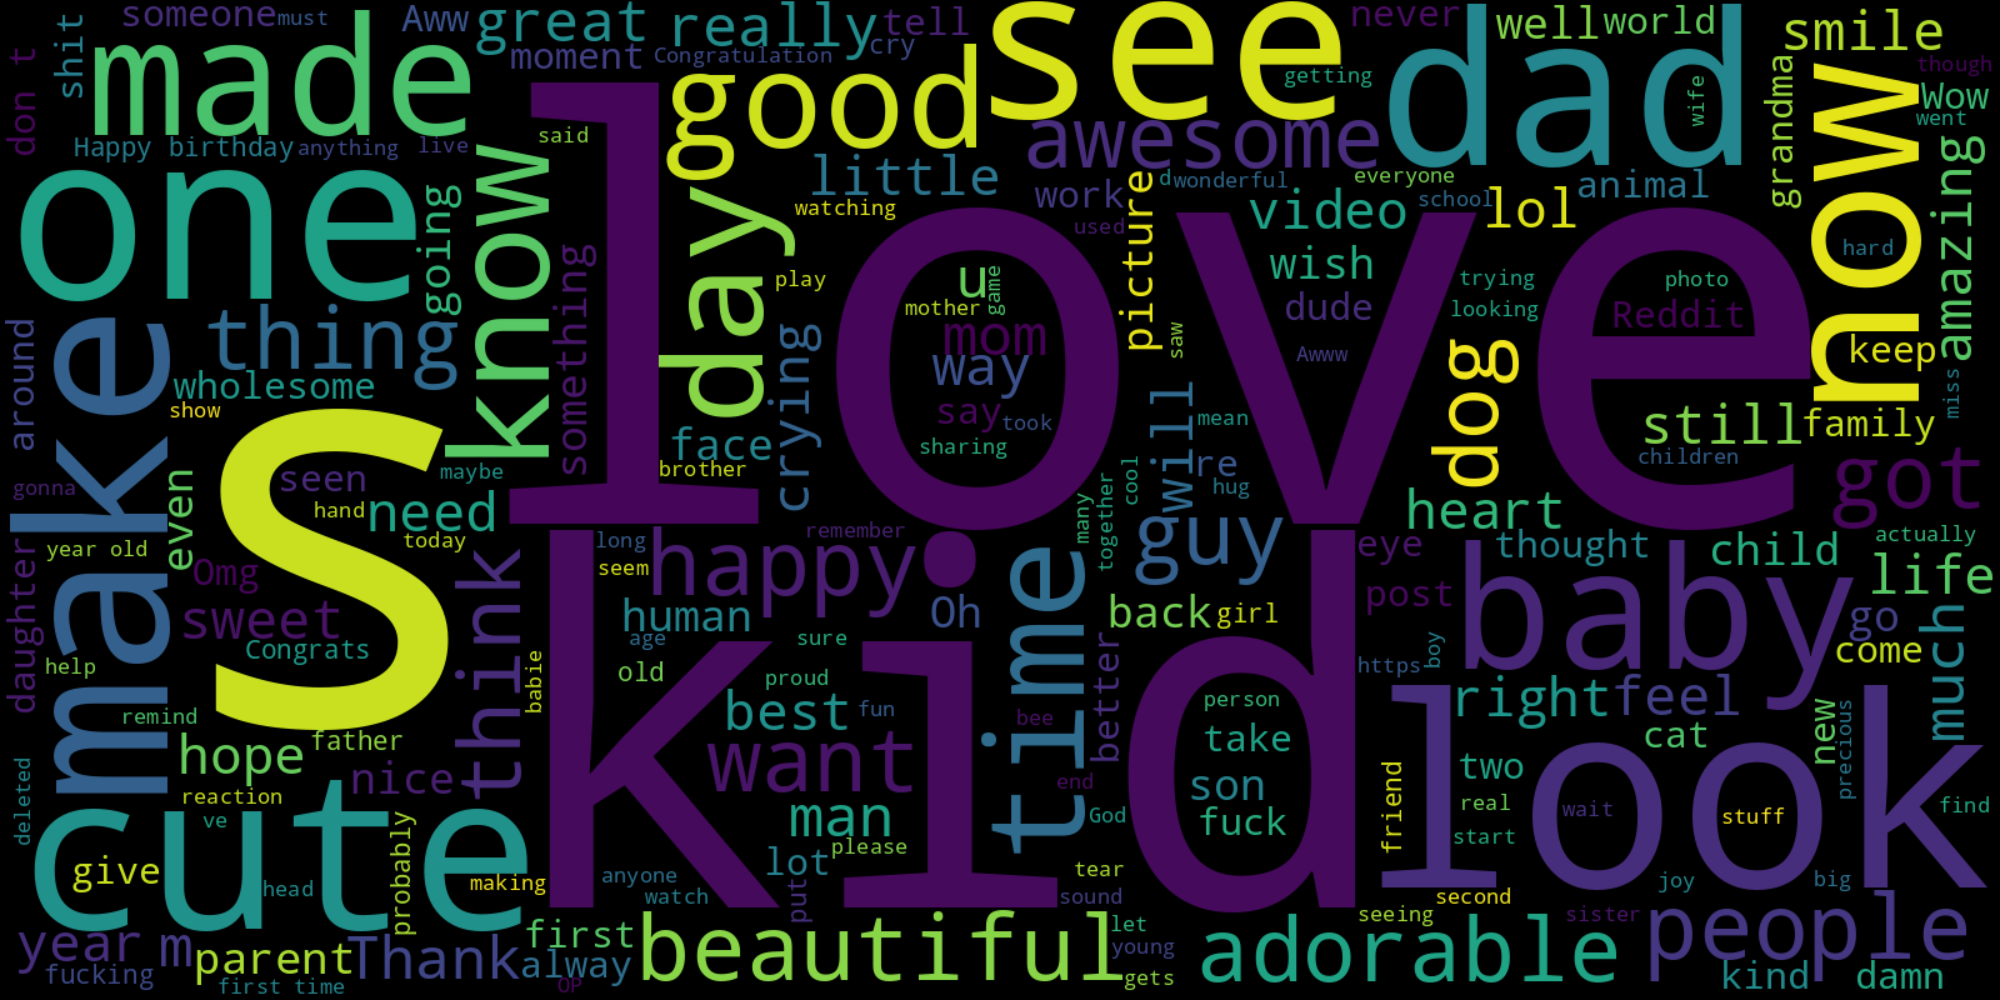 someone
must
Aww
great
really
tell
see
never
dad
well
world
smile
shit
made
moment
Congratulation
cry
good
getting
wife
grandma
now
though
Wow
went
don t
Happy birthday
anything
live
said
know
love
awesome
little
work
d
wonderful
everyone
school
lol
animal
amazing
one
going
something
day
watching
used
picture
video
wish
hard
thing
play
u
game
mother
mom
way
say
took
sharing
saw
dude
Awww
trying
looking
photo
Reddit
dog
keep
miss
around
make
wholesome
show
crying
face
brother
will
mean
re
hug
still
family
children
got
gonna
S
seen
hand
need
maybe
today
even
year old
long
seem
happy
remember
many
together
cool
guy
heart
eye
thought
child
actually
life
daughter
Omg
sweet
Congrats
help
think
human
age
Oh
time
back
girl
post
baby
go
come
much
kid
sure
old
proud
babie
better
https
boy
look
remind
father
hope
best
fun
bee
person
take
right
feel
cat
new
precious
deleted
reaction
nice
want
end
son
two
friend
real
wait
stuff
find
cute
ve
probably
man
please
God
fuck
start
give
head
making
lot
anyone
watch
put
tear
sound
second
joy
big
year
m
parent
Thank
first
alway
beautiful
let
young
gets
adorable
seeing
sister
people
fucking
first time
OP
kind
damn